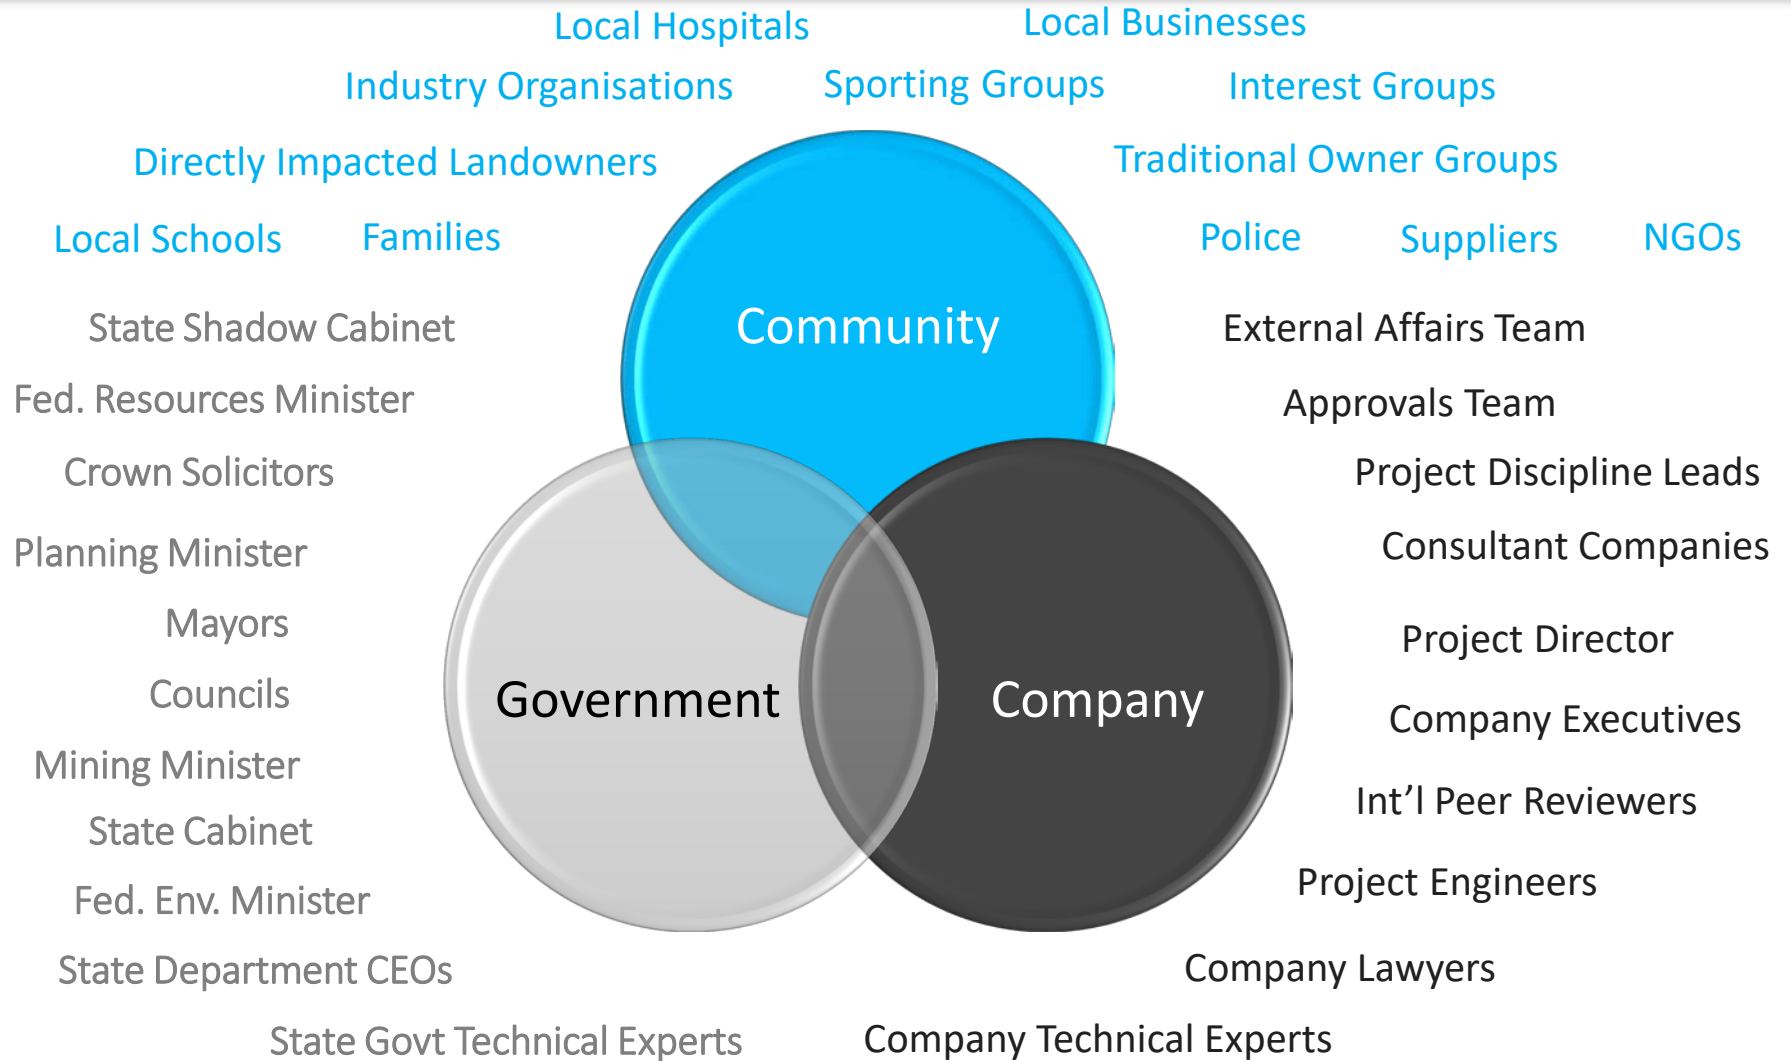 Local Hospitals
Local Businesses
Industry Organisations
Sporting Groups
Interest Groups
Directly Impacted Landowners
Traditional Owner Groups
Local Schools
Families
Police
Suppliers
NGOs
State Shadow Cabinet
Community
External Affairs Team
Fed. Resources Minister
Approvals Team
Crown Solicitors
Project Discipline Leads
Planning Minister
Consultant Companies
Mayors
Project Director
Councils
Government
Company
Company Executives
Mining Minister
Int’l Peer Reviewers
State Cabinet
Project Engineers
Fed. Env. Minister
State Department CEOs
Company Lawyers
State Govt Technical Experts
Company Technical Experts